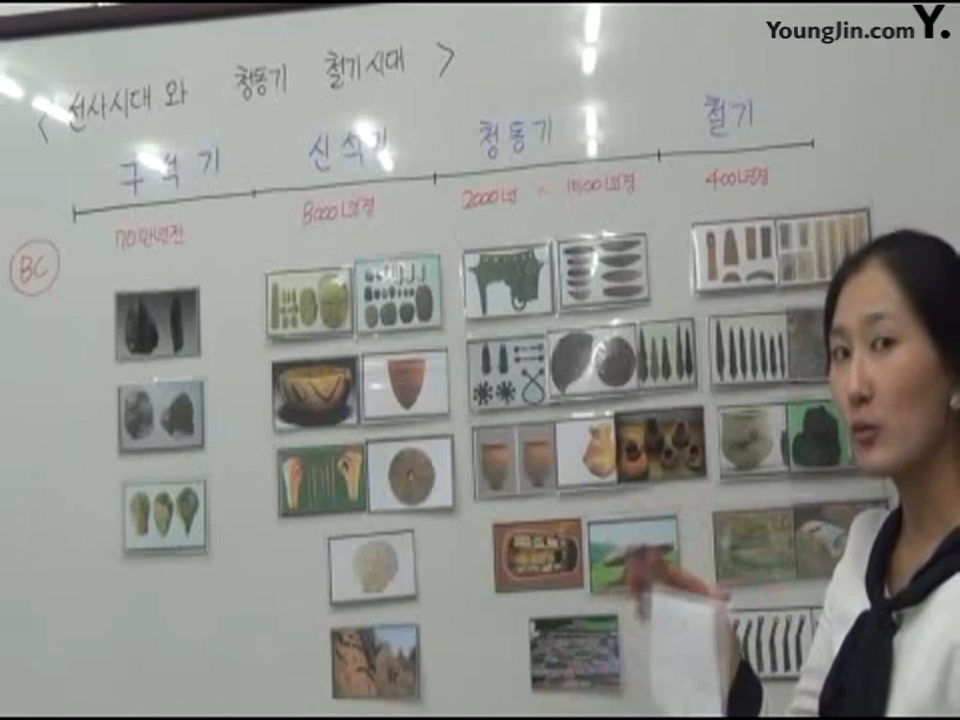 YoungJin.com Y.
< 선사시대 와 청동기 철기시대 >
구석기 신석기 청동기 철기
BC 70만년전 8000년전 2000년 ~ 1500년전 400년경